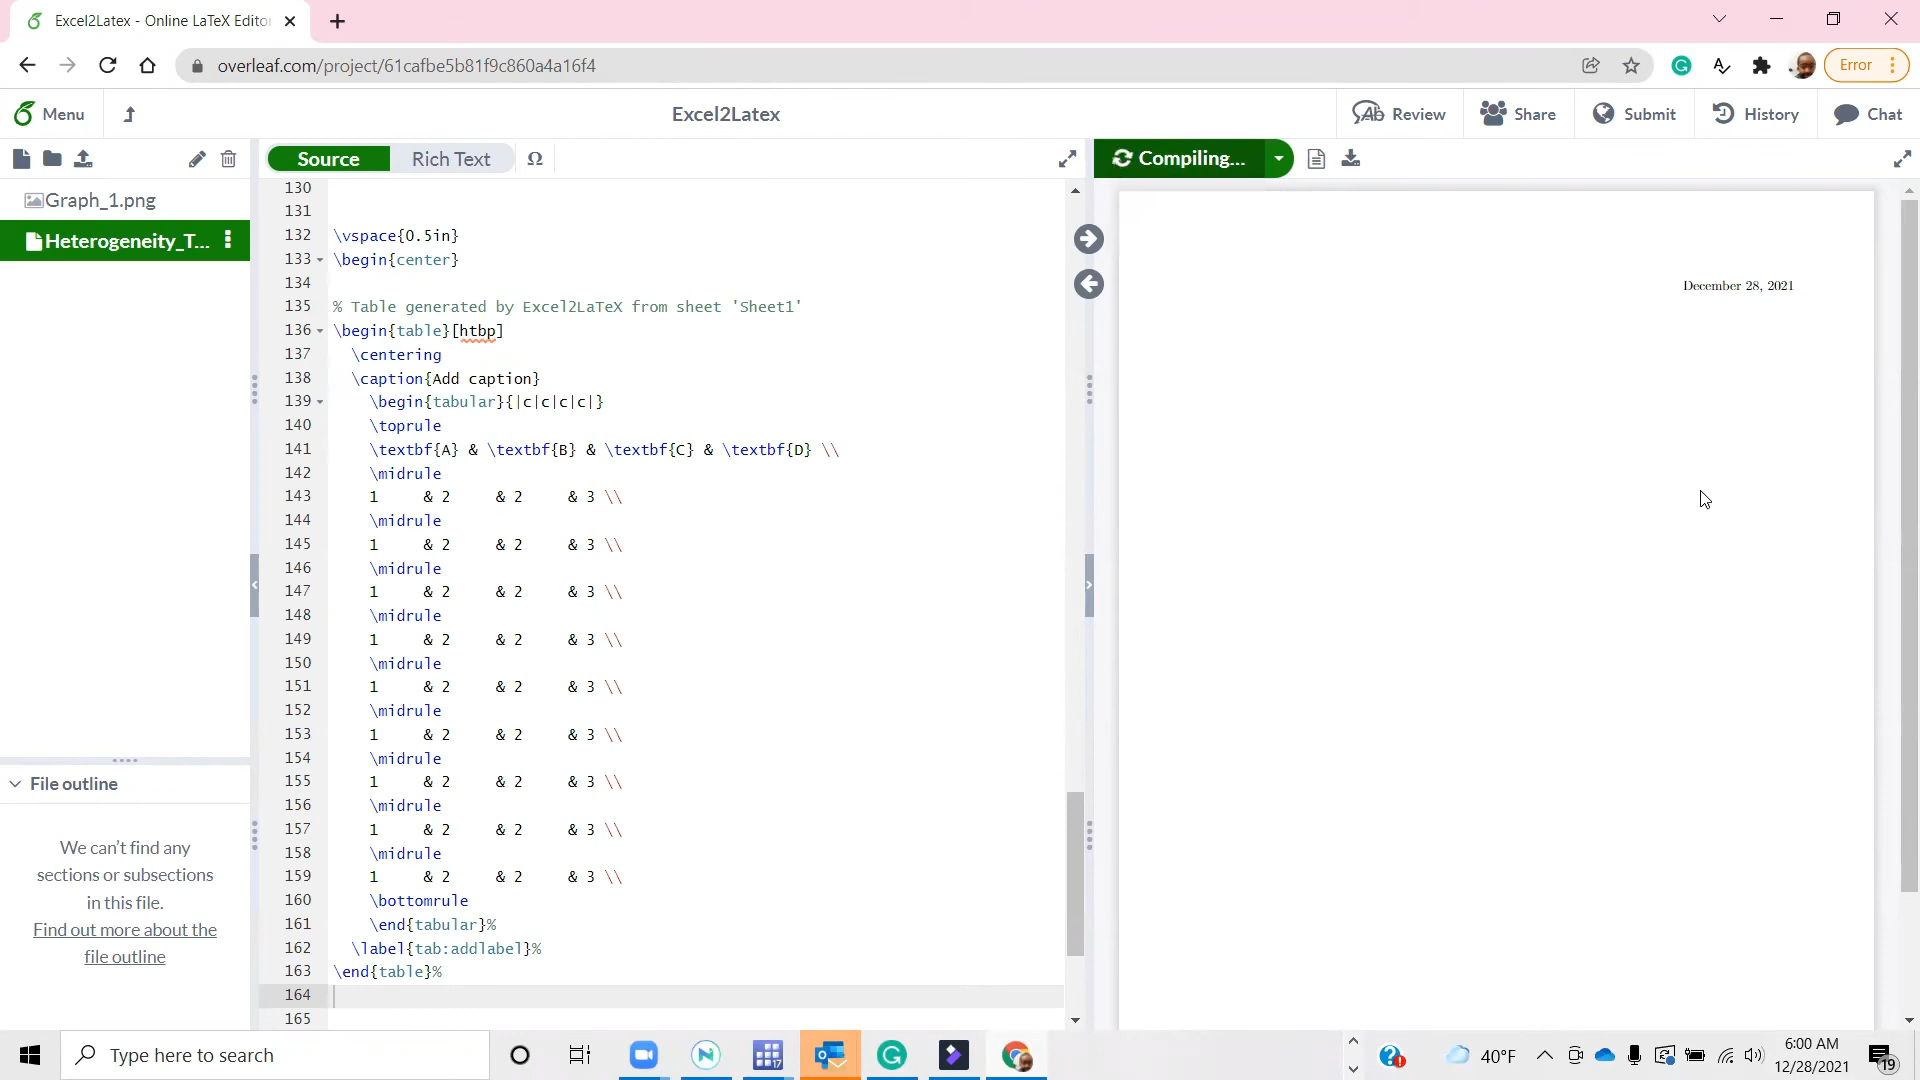 Excel2Latex - Online LaTeX Editor
overleaf.com/project/61cafbe5b81f9c860a4a16f4
Error
Menu
Excel2Latex
Review
Share
Submit
History
Chat
Source
Rich Text
Ω
Compiling...
Graph_1.png
Heterogeneity_T...
130
131
132 \vspace{0.5in}
133 \begin{center}
134
135 % Table generated by Excel2LaTeX from sheet 'Sheet1'
136 \begin{table}[htbp]
137 \centering
138 \caption{Add caption}
139 \begin{tabular}{|c|c|c|c|}
140 \toprule
141 \textbf{A} & \textbf{B} & \textbf{C} & \textbf{D} \\
142 \midrule
143 1 & 2 & 2 & 3 \\
144 \midrule
145 1 & 2 & 2 & 3 \\
146 \midrule
147 1 & 2 & 2 & 3 \\
148 \midrule
149 1 & 2 & 2 & 3 \\
150 \midrule
151 1 & 2 & 2 & 3 \\
152 \midrule
153 1 & 2 & 2 & 3 \\
154 \midrule
155 1 & 2 & 2 & 3 \\
156 \midrule
157 1 & 2 & 2 & 3 \\
158 \midrule
159 1 & 2 & 2 & 3 \\
160 \bottomrule
161 \end{tabular}%
162 \label{tab:addlabel}%
163 \end{table}%
164
165
December 28, 2021
File outline
We can't find any
sections or subsections
in this file.
Find out more about the
file outline
Type here to search
17
40°F
6:00 AM
12/28/2021
19